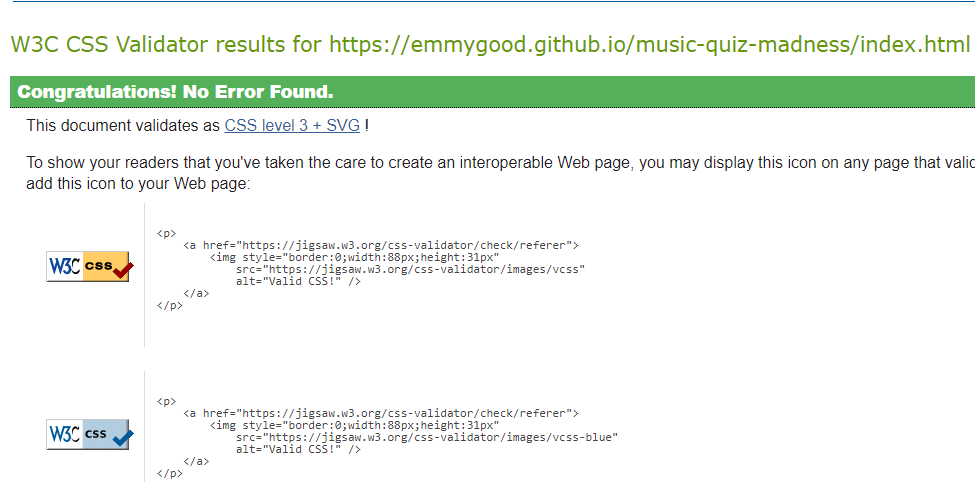 W3C CSS Validator results for https://emmygood.github.io/music-quiz-madness/index.html
Congratulations! No Error Found.
This document validates as CSS level 3 + SVG !
To show your readers that you've taken the care to create an interoperable Web page, you may display this icon on any page that valid
add this icon to your Web page:
W3C css
<p>
<a href="https://jigsaw.w3.org/css-validator/check/referer">
<img style="border:0;width:88px;height:31px"
src="https://jigsaw.w3.org/css-validator/images/vcss"
alt="Valid CSS!" />
</a>
</p>
W3C css
<p>
<a href="https://jigsaw.w3.org/css-validator/check/referer">
<img style="border:0;width:88px;height:31px"
src="https://jigsaw.w3.org/css-validator/images/vcss-blue"
alt="Valid CSS!" />
</a>
</p>